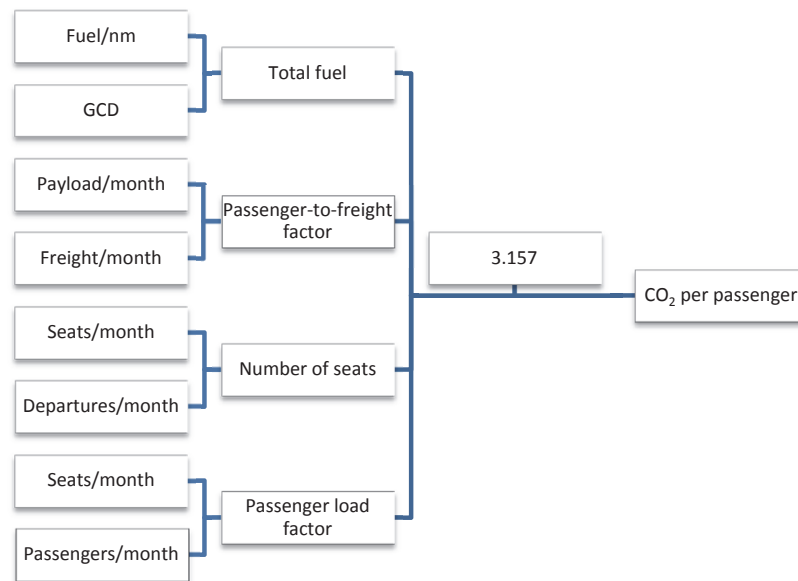 Fuel/nm
GCD
Total fuel
Payload/month
Freight/month
Passenger-to-freight
factor
Seats/month
Departures/month
Number of seats
Seats/month
Passengers/month
Passenger load
factor
3.157
CO₂ per passenger